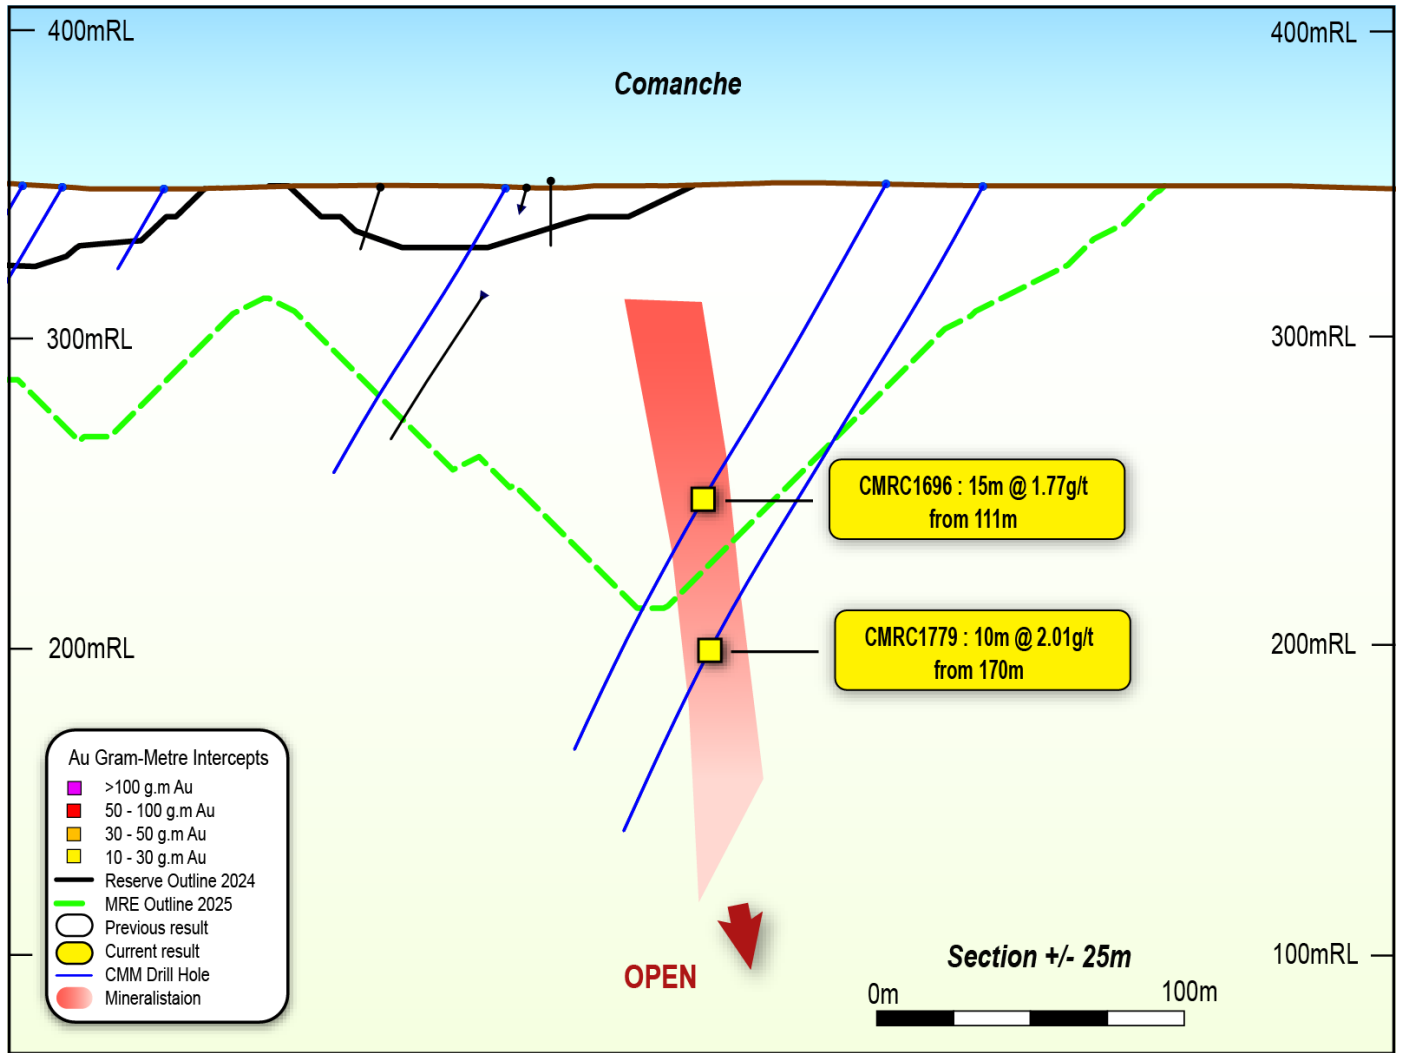 400mRL
400mRL
Comanche
300mRL
300mRL
CMRC1696 : 15m @ 1.77g/t
from 111m
200mRL
200mRL
CMRC1779 : 10m @ 2.01g/t
from 170m
Au Gram-Metre Intercepts
>100 g.m Au
50 - 100 g.m Au
30 - 50 g.m Au
10 - 30 g.m Au
Reserve Outline 2024
MRE Outline 2025
Previous result
Current result
CMM Drill Hole
Mineralistaion
OPEN
Section +/- 25m
100mRL
0m
100m